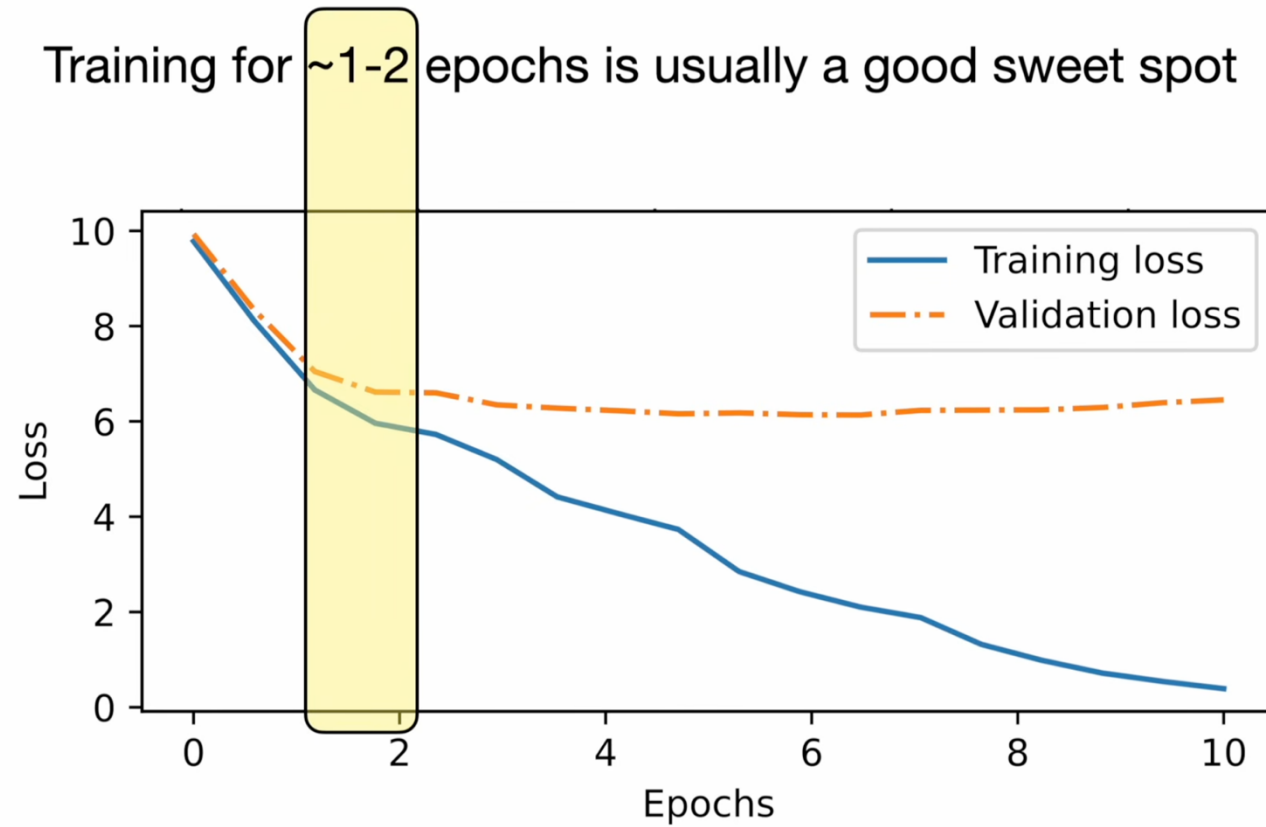 Training for ~1-2 epochs is usually a good sweet spot
10
8
6
4
2
0
Loss
Training loss
Validation loss
0 2 4 6 8 10
Epochs